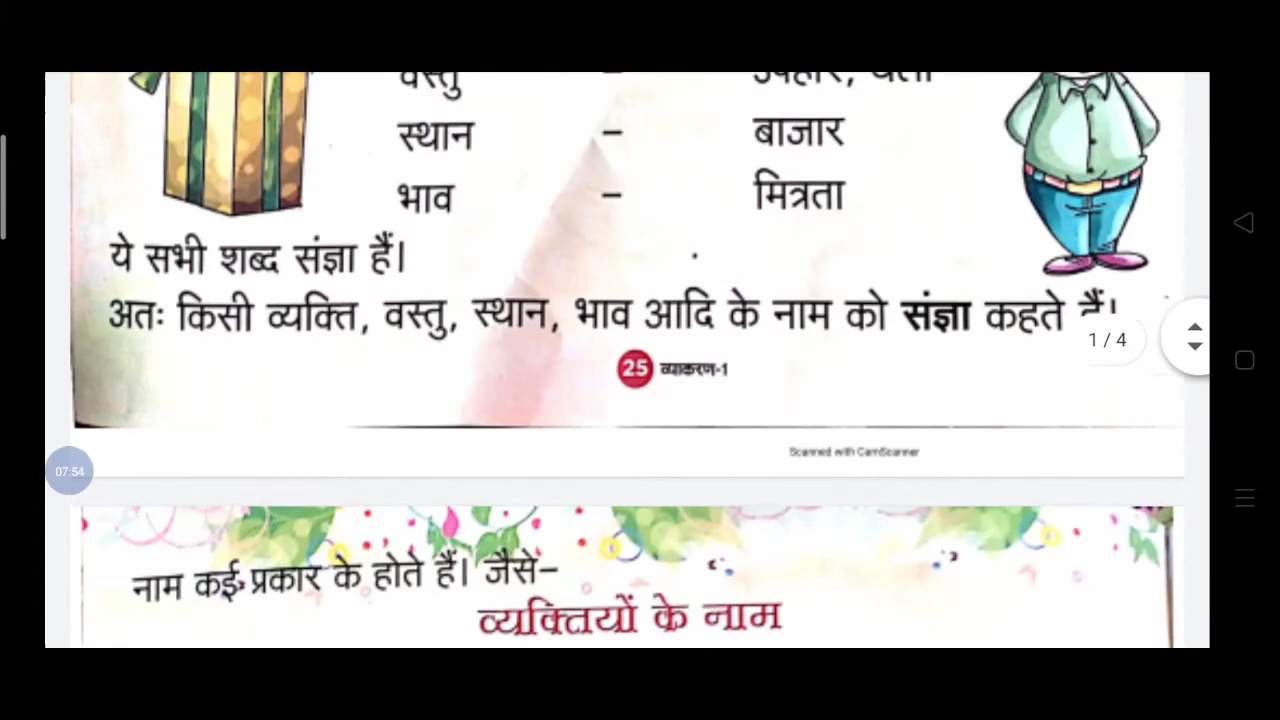 वस्तु –
स्थान – बाजार
भाव – मित्रता
ये सभी शब्द संज्ञा हैं।
अतः किसी व्यक्ति, वस्तु, स्थान, भाव आदि के नाम को संज्ञा कहते हैं।
1 / 4
25 व्याकरण-1
Scanned with CamScanner
07:54
नाम कई प्रकार के होते हैं। जैसे–
व्यक्तियों के नाम